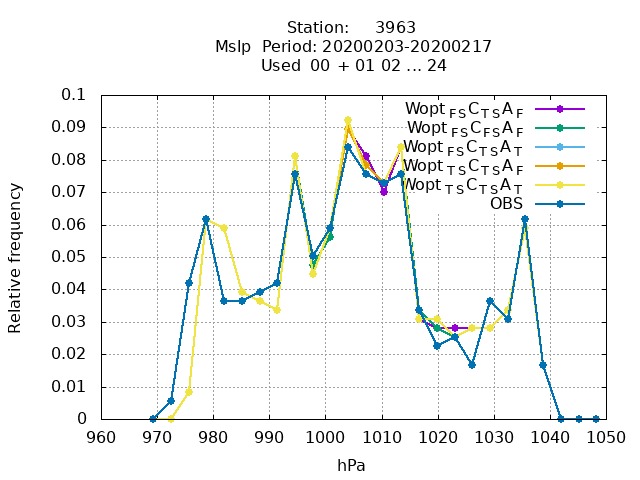 Station: 3963
Mslp Period: 20200203-20200217
Used 00 + 01 02 ... 24
Relative frequency
0.1
0.09
0.08
0.07
0.06
0.05
0.04
0.03
0.02
0.01
0
960 970 980 990 1000 1010 1020 1030 1040 1050
hPa
Wopt FS C TS A F
Wopt FS C FS A F
Wopt FS C TS A T
Wopt TS C TS A F
Wopt TS C TS A T
OBS